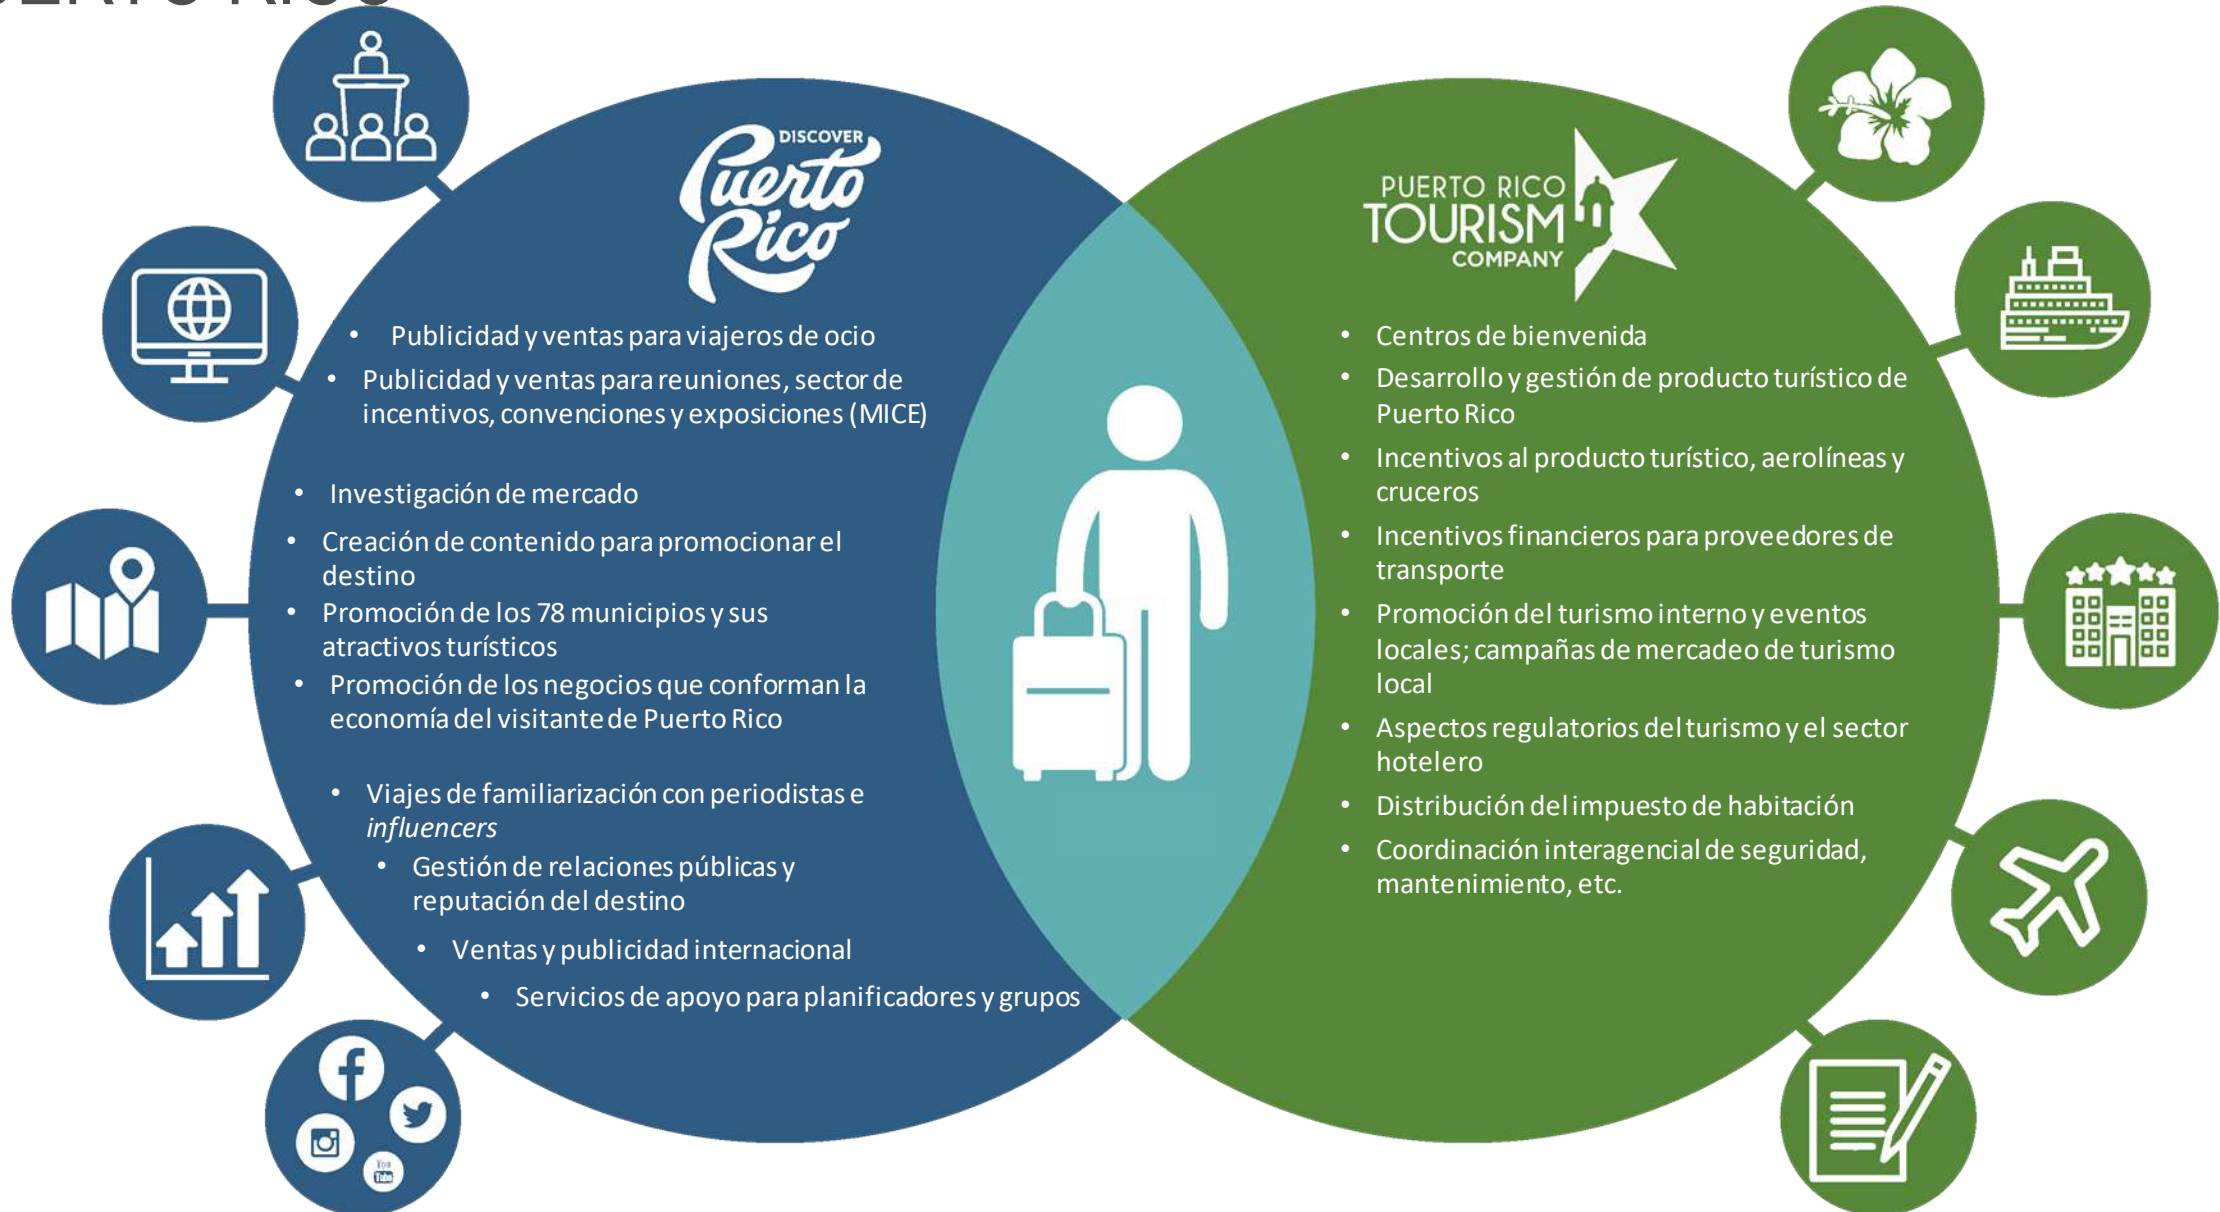 DISCOVER
Puerto
Rico
• Publicidad y ventas para viajeros de ocio
• Publicidad y ventas para reuniones, sector de
incentivos, convenciones y exposiciones (MICE)
• Investigación de mercado
• Creación de contenido para promocionar el
destino
• Promoción de los 78 municipios y sus
atractivos turísticos
• Promoción de los negocios que conforman la
economía del visitante de Puerto Rico
• Viajes de familiarización con periodistas e
influencers
• Gestión de relaciones públicas y
reputación del destino
• Ventas y publicidad internacional
• Servicios de apoyo para planificadores y grupos
PUERTO RICO
TOURISM
COMPANY
• Centros de bienvenida
• Desarrollo y gestión de producto turístico de
Puerto Rico
• Incentivos al producto turístico, aerolíneas y
cruceros
• Incentivos financieros para proveedores de
transporte
• Promoción del turismo interno y eventos
locales; campañas de mercadeo de turismo
local
• Aspectos regulatorios del turismo y el sector
hotelero
• Distribución del impuesto de habitación
• Coordinación interagencial de seguridad,
mantenimiento, etc.
You
Tube